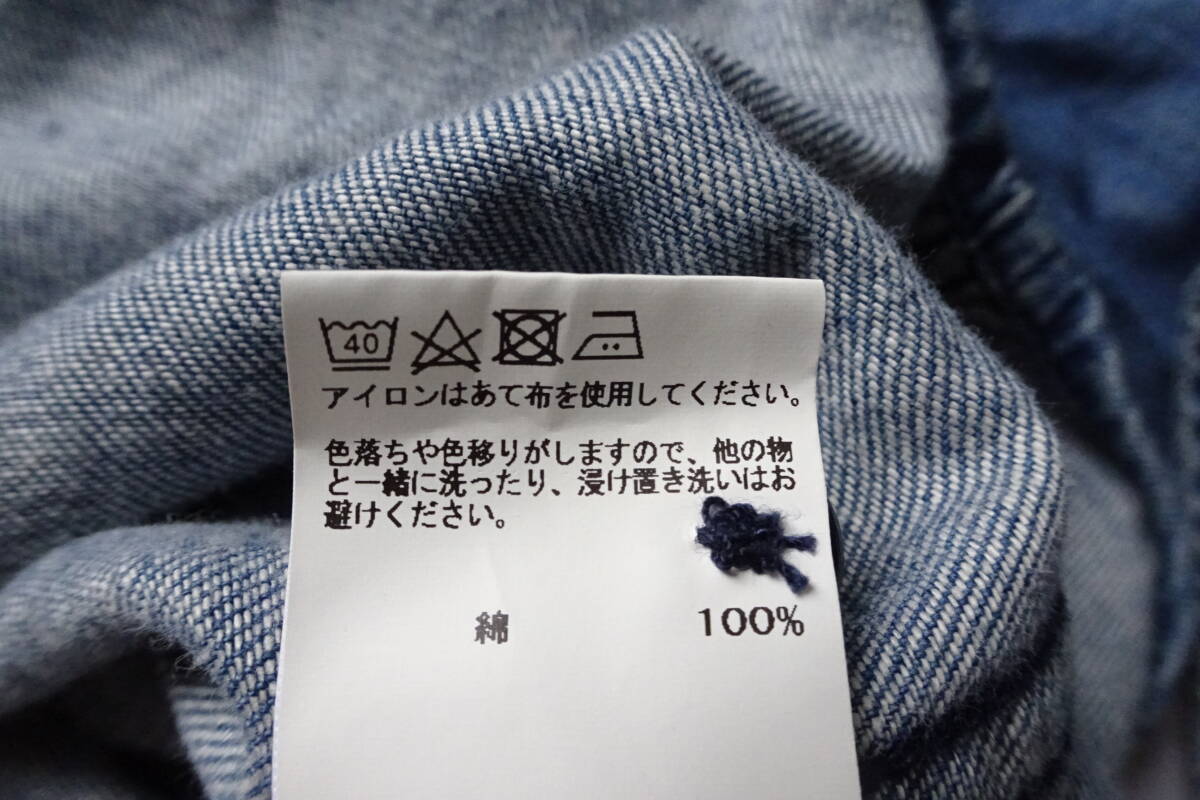 40
アイロンはあて布を使用してください。
色落ちや色移りがしますので、他の物
と一緒に洗ったり、浸け置き洗いはお
避けください。
綿 100%